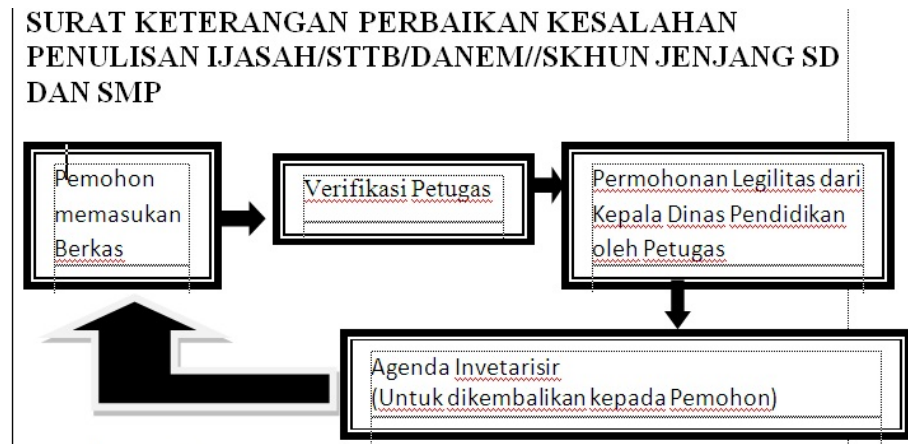 SURAT KETERANGAN PERBAIKAN KESALAHAN
PENULISAN IJASAH/STTB/DANEM//SKHUN JENJANG SD
DAN SMP
Pemohon
memasukan
Berkas
Verifikasi Petugas
Permohonan Legilitas dari
Kepala Dinas Pendidikan
oleh Petugas
Agenda Invetarisir
(Untuk dikembalikan kepada Pemohon)